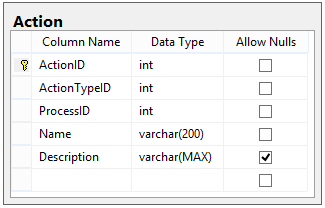 Action
Column Name Data Type Allow Nulls
ActionID int
ActionTypeID int
ProcessID int
Name varchar(200)
Description varchar(MAX)